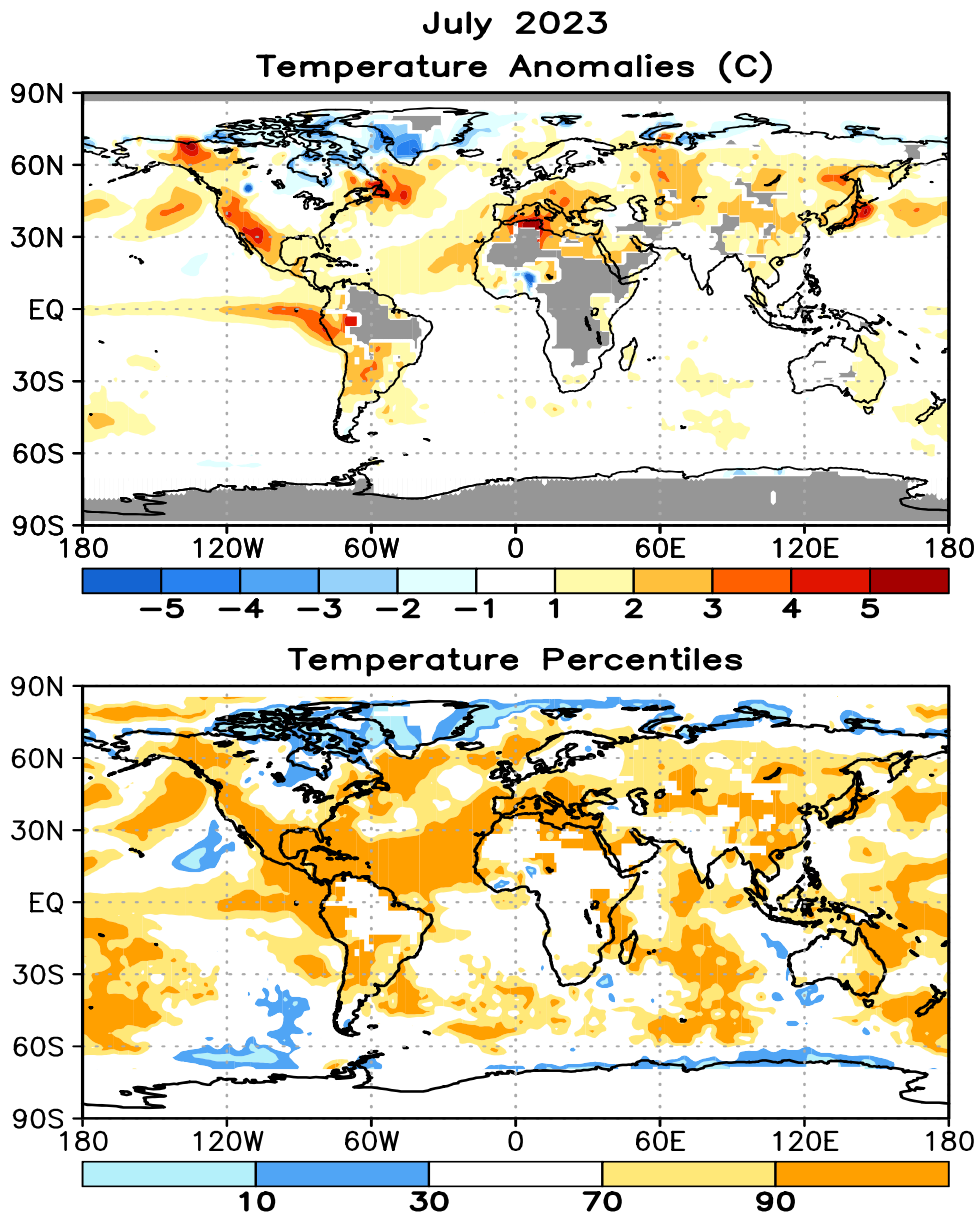 July 2023
Temperature Anomalies (C)
90N
60N
30N
EQ
30S
60S
90S
180 120W 60W 0 60E 120E 180
−5 −4 −3 −2 −1 1 2 3 4 5
Temperature Percentiles
90N
60N
30N
EQ
30S
60S
90S
180 120W 60W 0 60E 120E 180
10 30 70 90